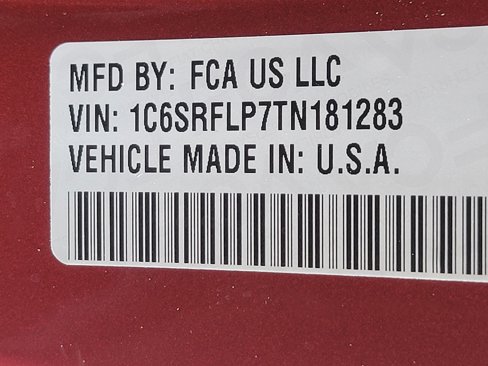 MFD BY: FCA US LLC
VIN: 1C6SRFLP7TN181283
VEHICLE MADE IN: U.S.A.